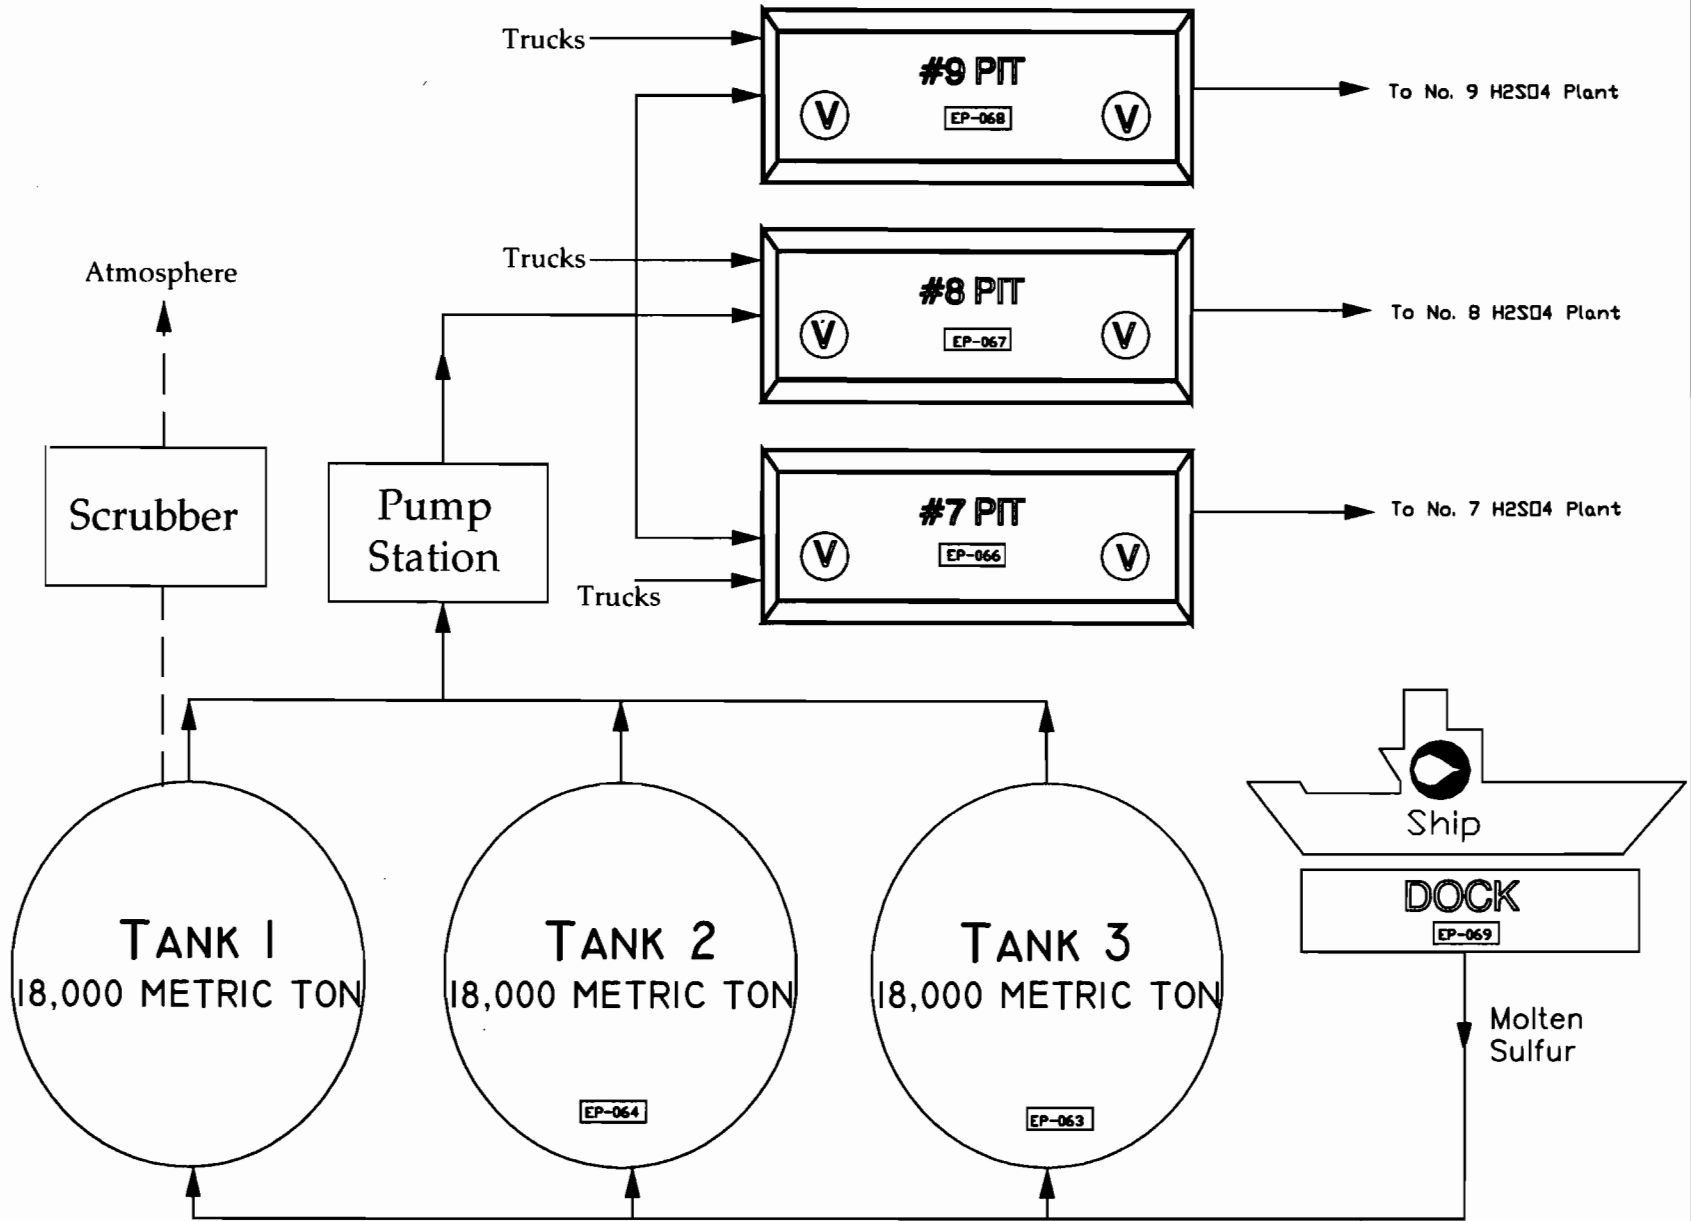 Trucks
#9 PIT
V
EP-068
V
To No. 9 H2SO4 Plant
Trucks
#8 PIT
V
EP-067
V
To No. 8 H2SO4 Plant
Atmosphere
Scrubber
Pump
Station
#7 PIT
V
EP-066
V
To No. 7 H2SO4 Plant
Trucks
Ship
DOCK
EP-069
Molten
Sulfur
TANK 1
18,000 METRIC TON
TANK 2
18,000 METRIC TON
EP-064
TANK 3
18,000 METRIC TON
EP-063